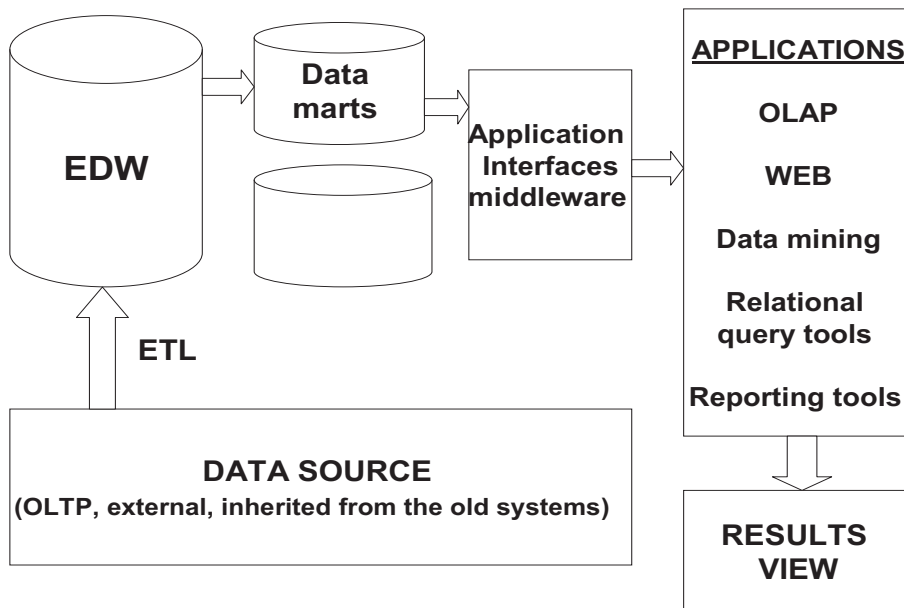 EDW
Data
marts
Application
Interfaces
middleware
APPLICATIONS
OLAP
WEB
Data mining
Relational
query tools
Reporting tools
ETL
DATA SOURCE
(OLTP, external, inherited from the old systems)
RESULTS
VIEW